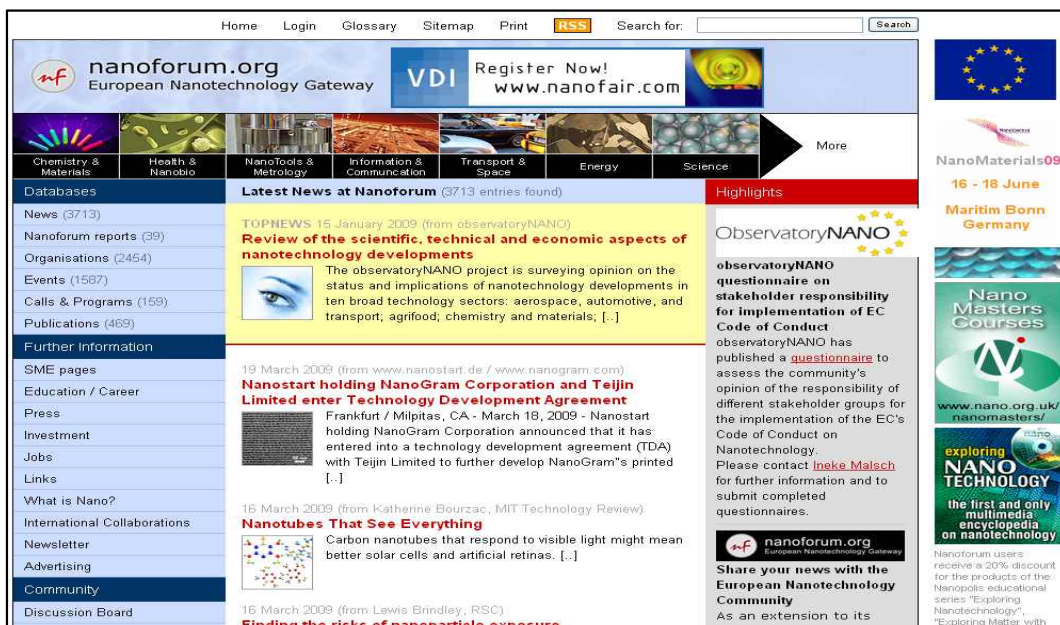 Home Login Glossary Sitemap Print RSS Search for: Search
nf nanoforum.org
European Nanotechnology Gateway
VDI Register Now!
www.nanofair.com
Chemistry &
Materials
Health &
Nanobio
NanoTools &
Metrology
Information &
Communcation
Transport &
Space
Energy
Science
More
Databases
News (3713)
Nanoforum reports (39)
Organisations (2454)
Events (1587)
Calls & Programs (159)
Publications (469)
Further Information
SME pages
Education / Career
Press
Investment
Jobs
Links
What is Nano?
International Collaborations
Newsletter
Advertising
Community
Discussion Board
Latest News at Nanoforum (3713 entries found)
TOPNEWS 15 January 2009 (from observatoryNANO)
Review of the scientific, technical and economic aspects of
nanotechnology developments
The observatoryNANO project is surveying opinion on the
status and implications of nanotechnology developments in
ten broad technology sectors: aerospace, automotive, and
transport; agrifood; chemistry and materials; [..]
19 March 2009 (from www.nanostart.de / www.nanogram.com)
Nanostart holding NanoGram Corporation and Teijin
Limited enter Technology Development Agreement
Frankfurt / Milpitas, CA - March 18, 2009 - Nanostart
holding NanoGram Corporation announced that it has
entered into a technology development agreement (TDA)
with Teijin Limited to further develop NanoGram"s printed
[..]
16 March 2009 (from Katherine Bourzac, MIT Technology Review)
Nanotubes That See Everything
Carbon nanotubes that respond to visible light might mean
better solar cells and artificial retinas. [..]
16 March 2009 (from Lewis Brindley, RSC)
Finding the risks of nanoparticle exposure
Highlights
ObservatoryNANO
observatoryNANO
questionnaire on
stakeholder responsibility
for implementation of EC
Code of Conduct
observatoryNANO has
published a questionnaire to
assess the community's
opinion of the responsibility of
different stakeholder groups for
the implementation of the EC's
Code of Conduct on
Nanotechnology.
Please contact Ineke Malsch
for further information and to
submit completed
questionnaires.
nf nanoforum.org
European Nanotechnology Gateway
Share your news with the
European Nanotechnology
Community
As an extension to its
NanoMaterials09
16 - 18 June
Maritim Bonn
Germany
Nano
Masters
Courses
www.nano.org.uk/
nanomasters/
exploring
NANO
TECHNOLOGY
the first and only
multimedia
encyclopedia
on nanotechnology
Nanoforum users
receive a 20% discount
for the products of the
Nanopolis educational
series "Exploring
Nanotechnology",
"Exploring Matter with